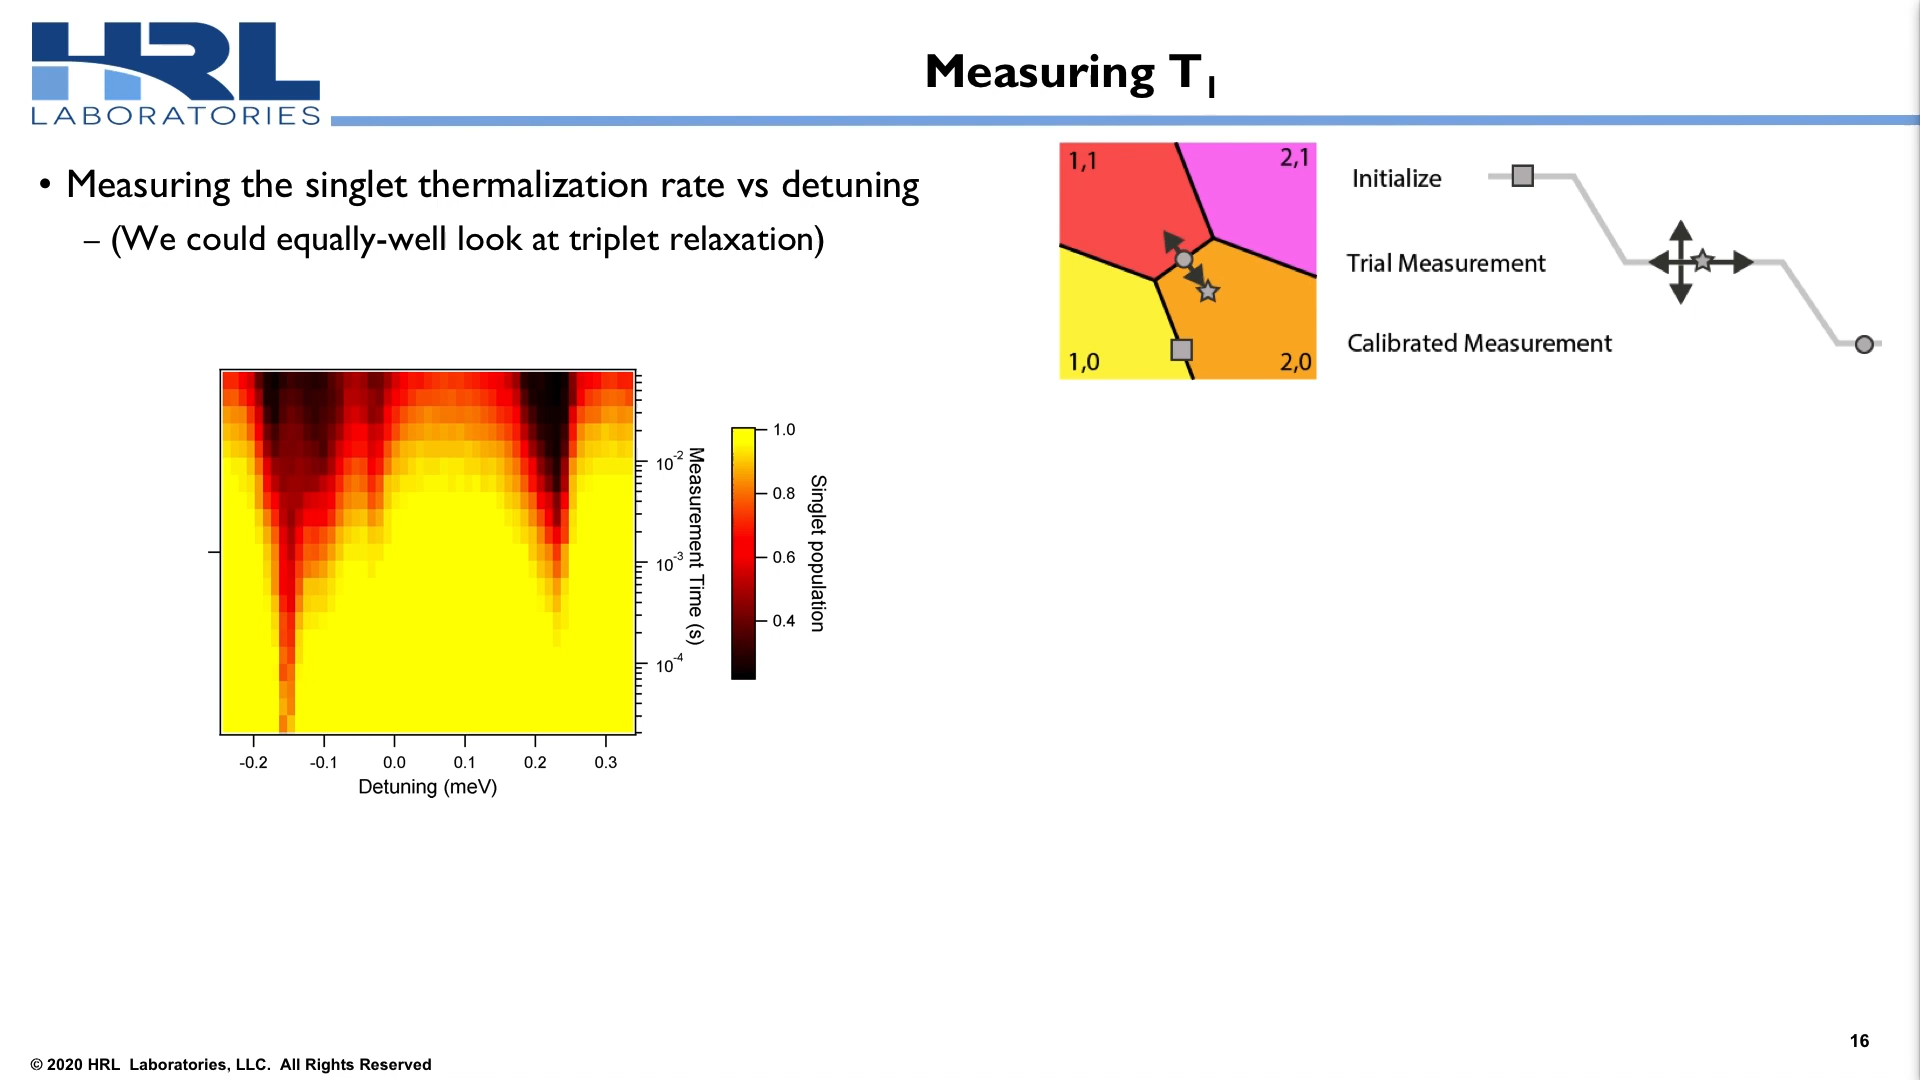 HRL
LABORATORIES
Measuring T1
• Measuring the singlet thermalization rate vs detuning
– (We could equally-well look at triplet relaxation)
1,1
2,1
1,0
2,0
Initialize
Trial Measurement
Calibrated Measurement
10-2
10-3
10-4
Measurement Time (s)
1.0
0.8
0.6
0.4
Singlet population
-0.2 -0.1 0.0 0.1 0.2 0.3
Detuning (meV)
16
© 2020 HRL Laboratories, LLC. All Rights Reserved